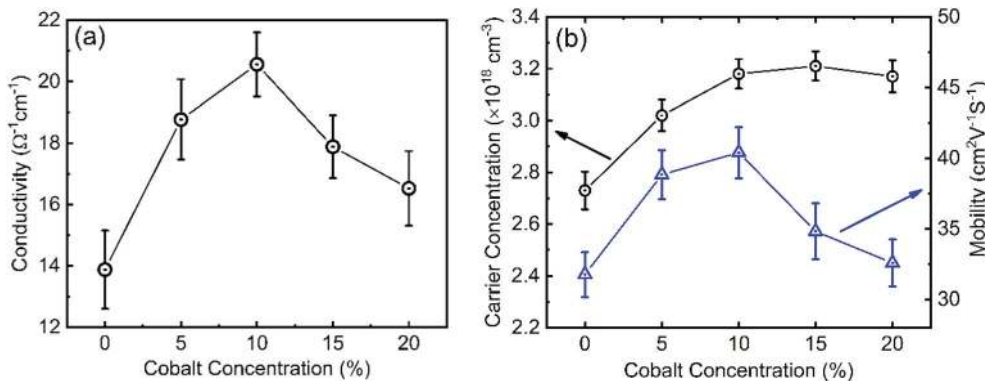 (a)
Conductivity (Ω⁻¹cm⁻¹)
22
20
18
16
14
12
0 5 10 15 20
Cobalt Concentration (%)
(b)
Carrier Concentration (×10¹⁸ cm⁻³)
3.4
3.2
3.0
2.8
2.6
2.4
2.2
0 5 10 15 20
Cobalt Concentration (%)
50
45
40
35
30
Mobility (cm²V⁻¹S⁻¹)